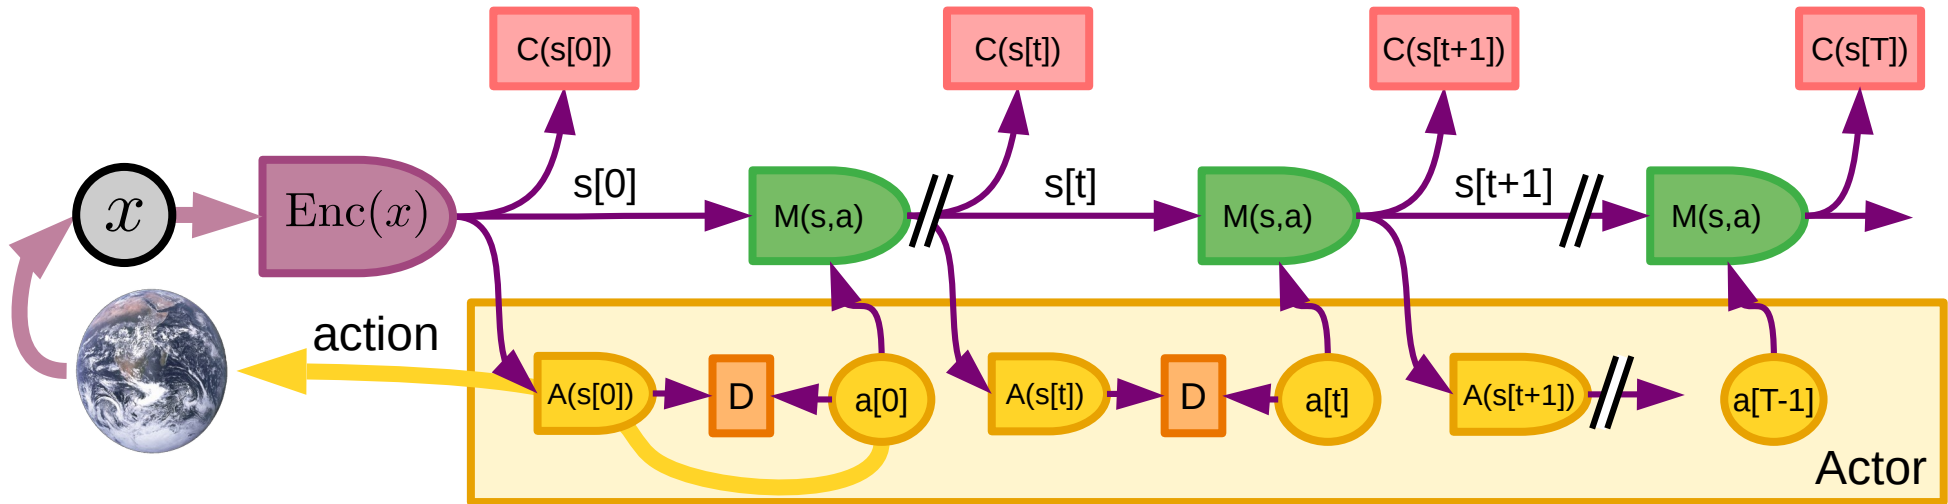 C(s[0])
C(s[t])
C(s[t+1])
C(s[T])
x
Enc(x)
s[0]
M(s,a)
s[t]
M(s,a)
s[t+1]
M(s,a)
action
A(s[0])
D
a[0]
A(s[t])
D
a[t]
A(s[t+1])
a[T-1]
Actor